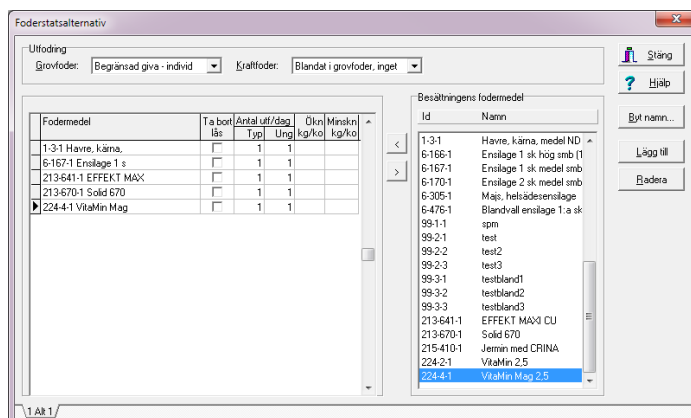 Foderstatsalternativ
Utfodring
Grovfoder: Begränsad giva - individ Kraftfoder: Blandat i grovfoder, inget
Stäng
Hjälp
Byt namn...
Lägg till
Radera
Fodermedel Ta bort lås Antal utf/dag Typ Ung Ökn kg/ko Minskn kg/ko
1-3-1 Havre, kärna, 1 1
6-167-1 Ensilage 1 s 1 1
213-641-1 EFFEKT MAX 1 1
213-670-1 Solid 670 1 1
224-4-1 VitaMin Mag 1 1
<
>
Besättningens fodermedel
Id Namn
1-3-1 Havre, kärna, medel ND
6-166-1 Ensilage 1 sk hög smb (1
6-167-1 Ensilage 1 sk medel smb
6-170-1 Ensilage 2 sk medel smb
6-305-1 Majs, helsädesensilage
6-476-1 Blandvall ensilage 1:a sk
99-1-1 spm
99-2-1 test
99-2-2 test2
99-2-3 test3
99-3-1 testbland1
99-3-2 testbland2
99-3-3 testbland3
213-641-1 EFFEKT MAXI CU
213-670-1 Solid 670
215-410-1 Jermin med CRINA
224-2-1 VitaMin 2,5
224-4-1 VitaMin Mag 2,5
1 Alt 1